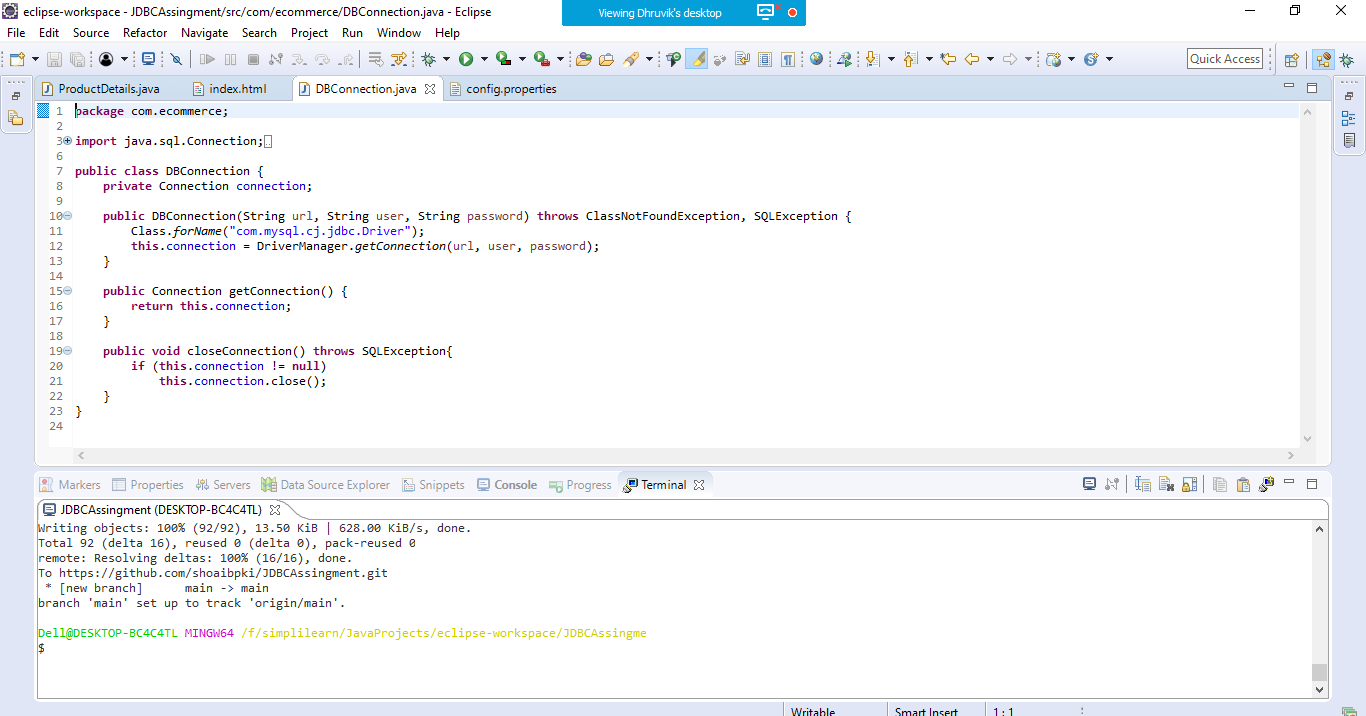 eclipse-workspace - JDBCAssingment/src/com/ecommerce/DBConnection.java - Eclipse
Viewing Dhruvik's desktop
File Edit Source Refactor Navigate Search Project Run Window Help
Quick Access
ProductDetails.java index.html DBConnection.java config.properties
1 package com.ecommerce;
2
3 import java.sql.Connection;
6
7 public class DBConnection {
8 private Connection connection;
9
10 public DBConnection(String url, String user, String password) throws ClassNotFoundException, SQLException {
11 Class.forName("com.mysql.cj.jdbc.Driver");
12 this.connection = DriverManager.getConnection(url, user, password);
13 }
14
15 public Connection getConnection() {
16 return this.connection;
17 }
18
19 public void closeConnection() throws SQLException{
20 if (this.connection != null)
21 this.connection.close();
22 }
23 }
24
Markers Properties Servers Data Source Explorer Snippets Console Progress Terminal
JDBCAssingment (DESKTOP-BC4C4TL)
Writing objects: 100% (92/92), 13.50 KiB | 628.00 KiB/s, done.
Total 92 (delta 16), reused 0 (delta 0), pack-reused 0
remote: Resolving deltas: 100% (16/16), done.
To https://github.com/shoaibpki/JDBCAssingment.git
* [new branch] main -> main
branch 'main' set up to track 'origin/main'.
Dell@DESKTOP-BC4C4TL MINGW64 /f/simplilearn/JavaProjects/eclipse-workspace/JDBCAssingme
$
Writable Smart Insert 1 : 1